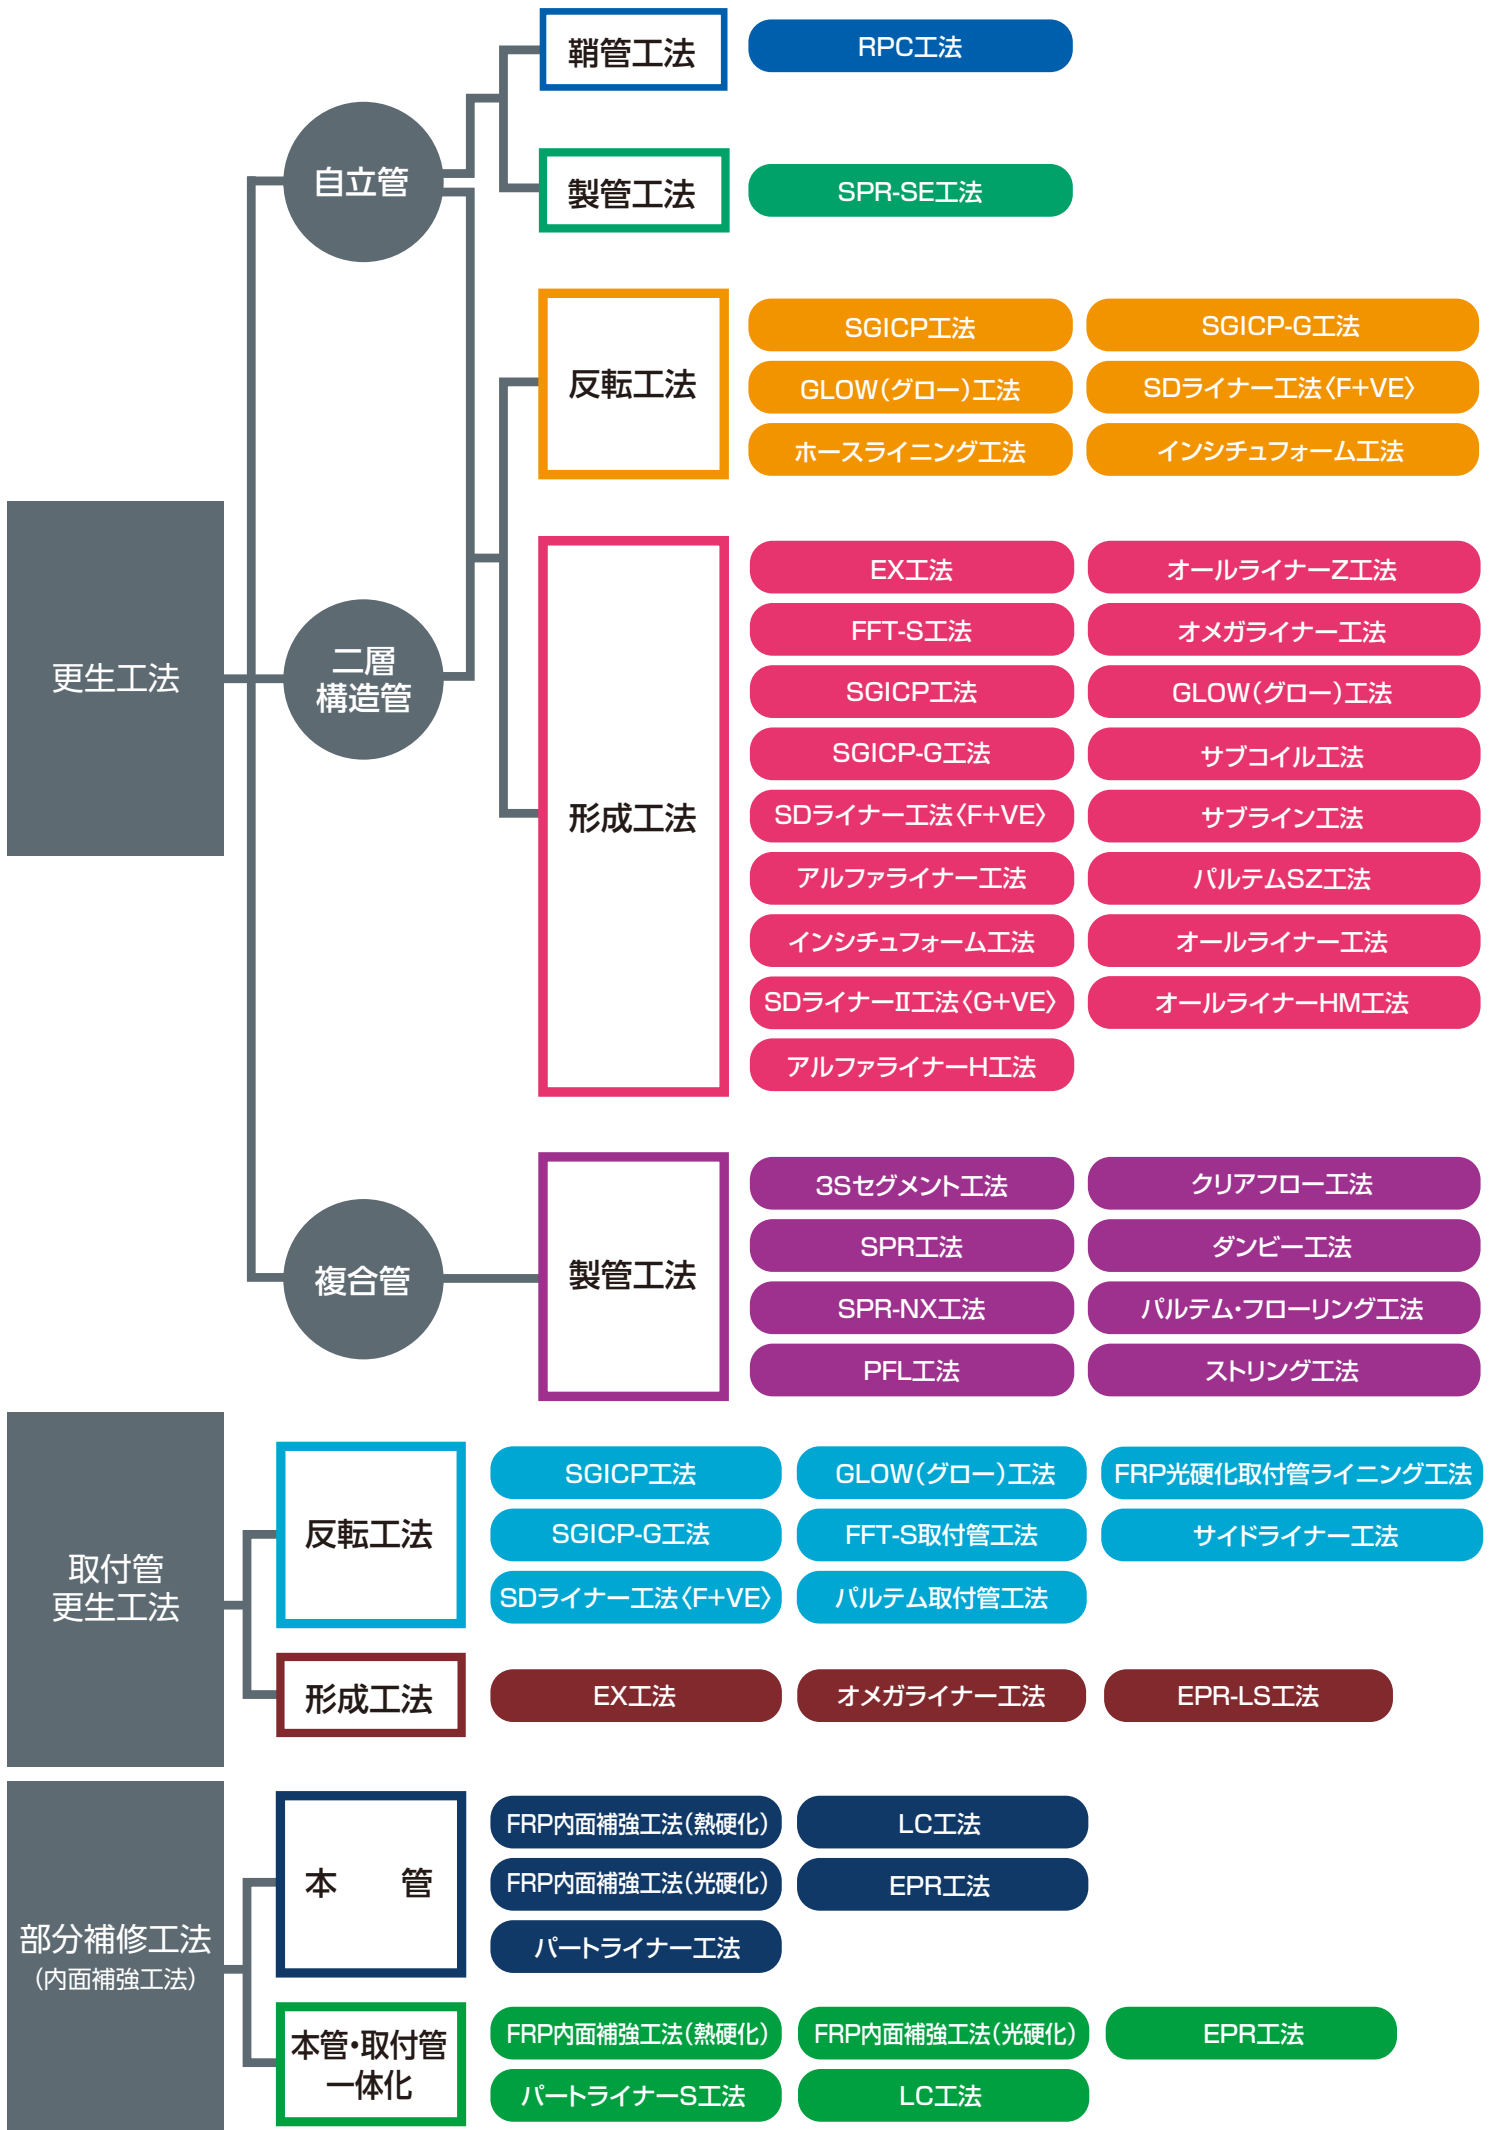 更生工法
自立管
鞘管工法
RPC工法
製管工法
SPR-SE工法
二層
構造管
反転工法
SGICP工法
SGICP-G工法
GLOW（グロー）工法
SDライナー工法〈F+VE〉
ホースライニング工法
インシチュフォーム工法
形成工法
EX工法
オールライナーZ工法
FFT-S工法
オメガライナー工法
SGICP工法
GLOW（グロー）工法
SGICP-G工法
サブコイル工法
SDライナー工法〈F+VE〉
サブライン工法
アルファライナー工法
パルテムSZ工法
インシチュフォーム工法
オールライナー工法
SDライナーII工法〈G+VE〉
オールライナーHM工法
アルファライナーH工法
複合管
製管工法
3Sセグメント工法
クリアフロー工法
SPR工法
ダンビー工法
SPR-NX工法
パルテム・フローリング工法
PFL工法
ストリング工法
取付管
更生工法
反転工法
SGICP工法
GLOW（グロー）工法
FRP光硬化取付管ライニング工法
SGICP-G工法
FFT-S取付管工法
サイドライナー工法
SDライナー工法〈F+VE〉
パルテム取付管工法
形成工法
EX工法
オメガライナー工法
EPR-LS工法
部分補修工法
（内面補強工法）
本　管
FRP内面補強工法（熱硬化）
LC工法
FRP内面補強工法（光硬化）
EPR工法
パートライナー工法
本管・取付管
一体化
FRP内面補強工法（熱硬化）
FRP内面補強工法（光硬化）
EPR工法
パートライナーS工法
LC工法